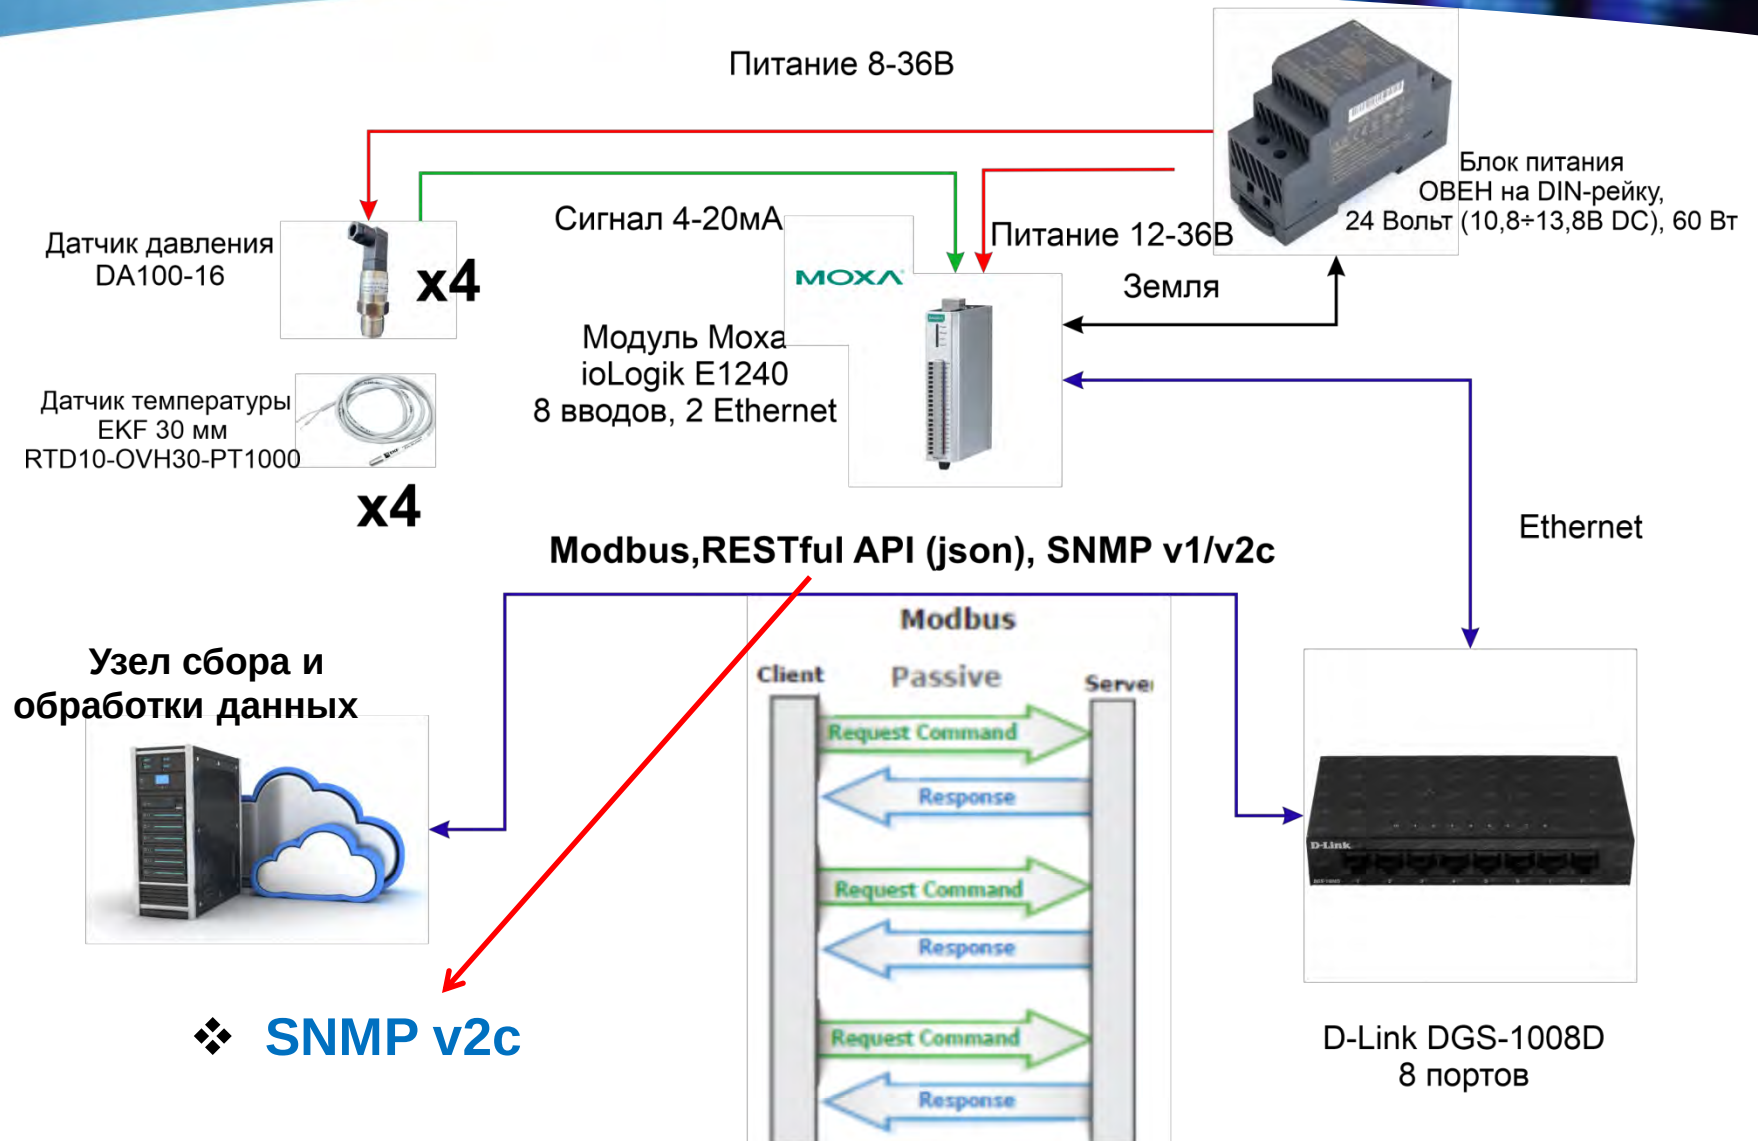 Питание 8-36В
Блок питания
ОВЕН на DIN-рейку,
24 Вольт (10,8÷13,8В DC), 60 Вт
Сигнал 4-20мА
Питание 12-36В
Датчик давления
DA100-16
x4
MOXA
Земля
Модуль Moxa
ioLogik E1240
8 вводов, 2 Ethernet
Датчик температуры
EKF 30 мм
RTD10-OVH30-PT1000
x4
Ethernet
Modbus,RESTful API (json), SNMP v1/v2c
Modbus
Client
Passive
Server
Узел сбора и
обработки данных
Request Command
Response
Request Command
Response
Request Command
Response
D-Link
SNMP v2c
D-Link DGS-1008D
8 портов